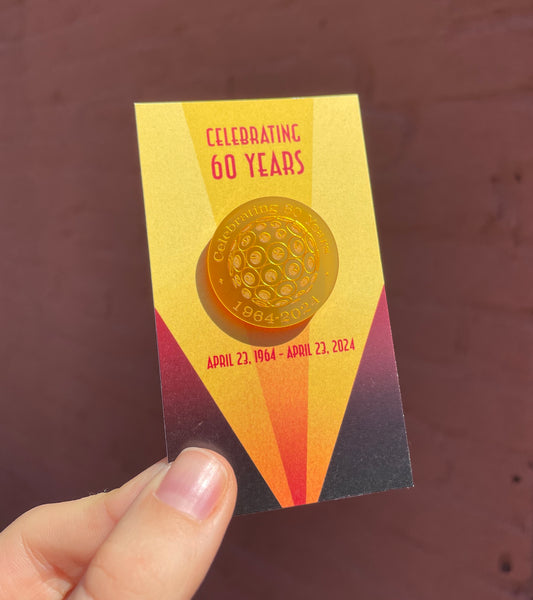 CELEBRATING
60 YEARS
Celebrating 60 Years
1964-2024
APRIL 23, 1964 - APRIL 23, 2024